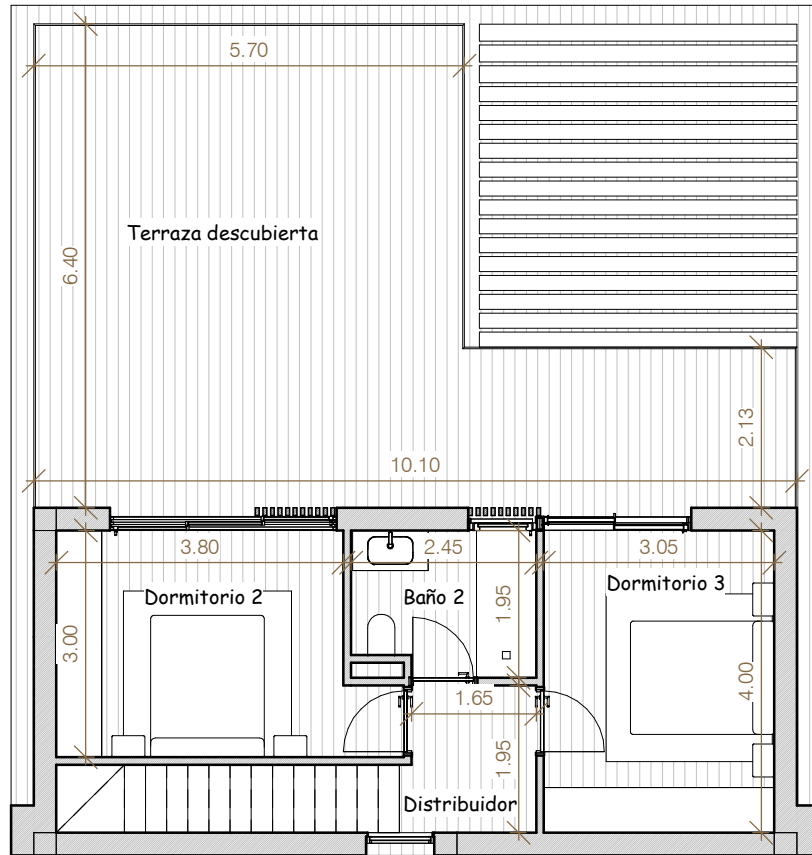 5.70
Terraza descubierta
6.40
2.13
10.10
3.80
2.45
3.05
Dormitorio 2
Baño 2
Dormitorio 3
1.95
3.00
4.00
1.65
1.95
Distribuidor